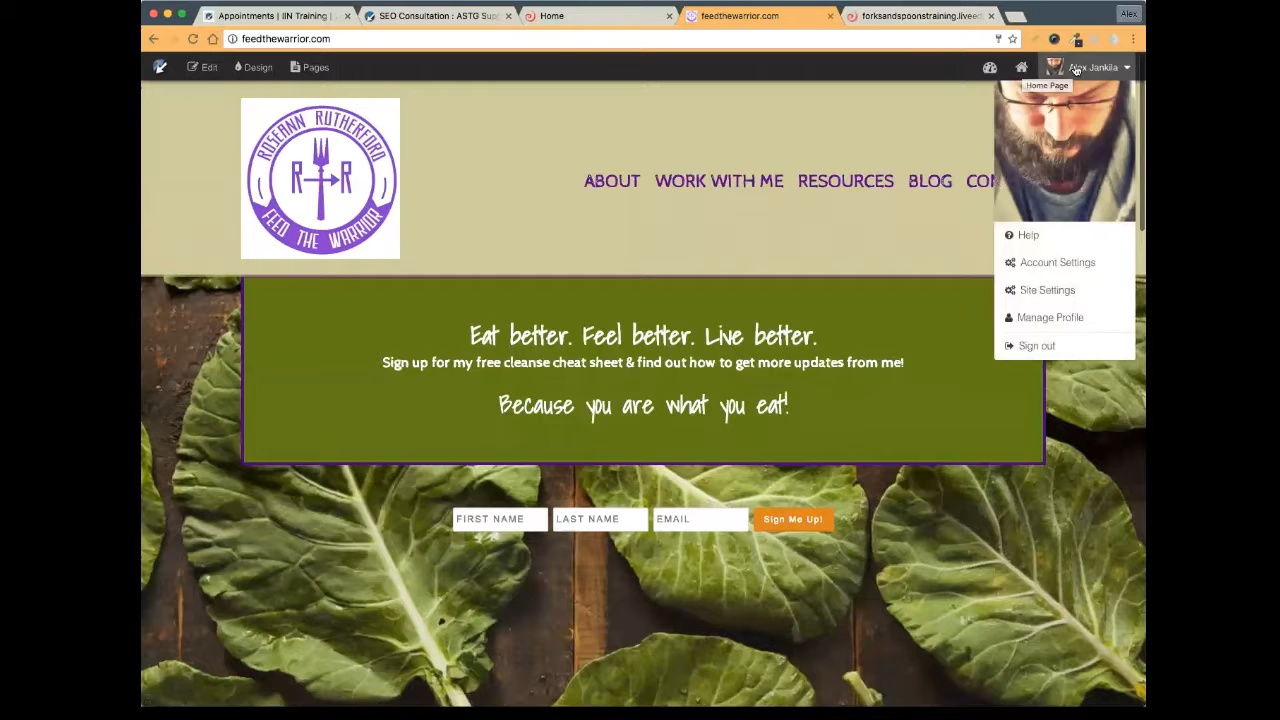 Appointments | IIN Training |
SEO Consultation : ASTG Sup
Home
feedthewarrior.com
forksandspoonstraining.liveed
Alex
feedthewarrior.com
Edit
Design
Pages
Alex Jankila
Home Page
ROSEANN RUTHERFORD
R R
FEED THE WARRIOR
ABOUT WORK WITH ME RESOURCES BLOG CON
Help
Account Settings
Site Settings
Manage Profile
Sign out
Eat better. Feel better. Live better.
Sign up for my free cleanse cheat sheet & find out how to get more updates from me!
Because you are what you eat!
FIRST NAME LAST NAME EMAIL Sign Me Up!